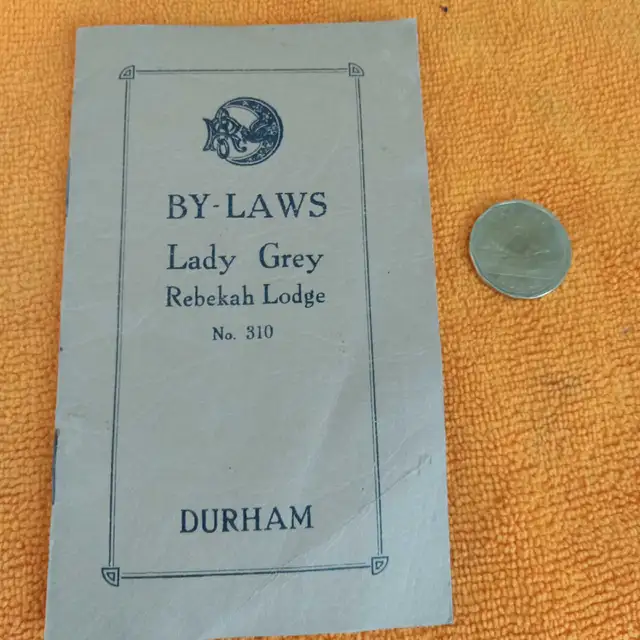 BY-LAWS
Lady Grey
Rebekah Lodge
No. 310
DURHAM